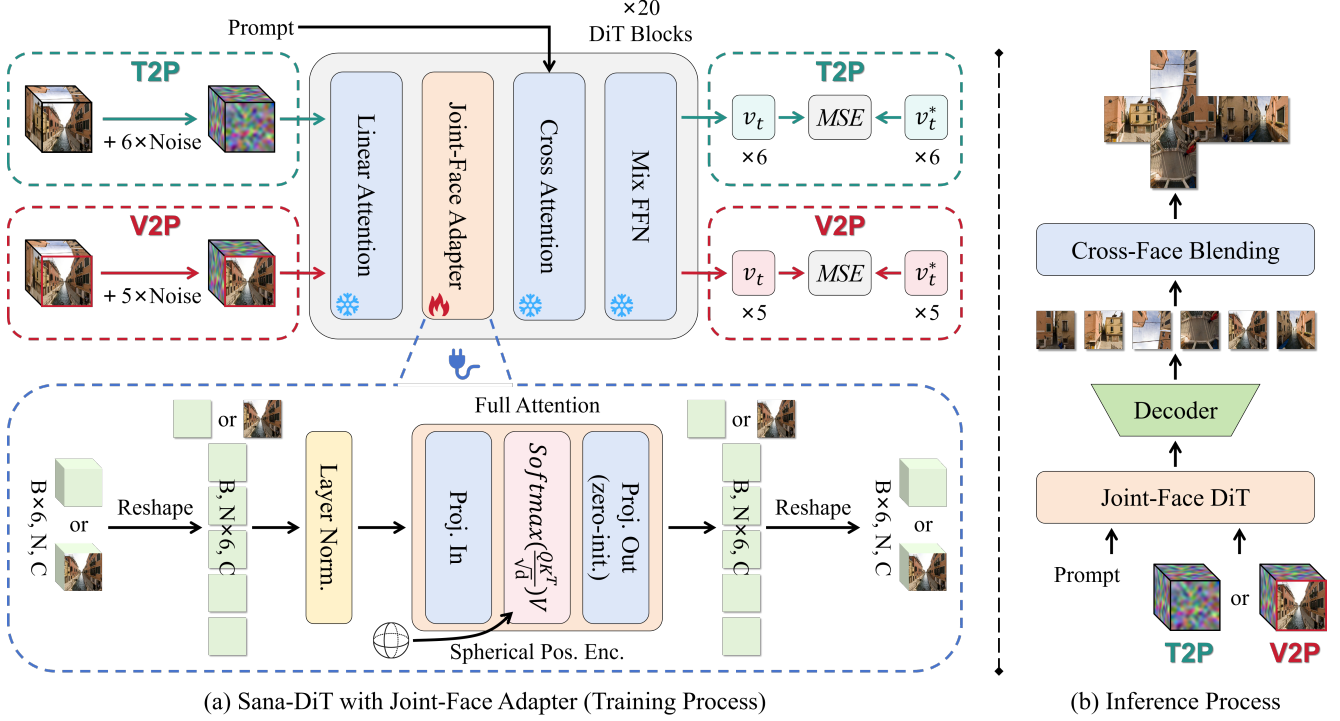 ×20
DiT Blocks
Prompt
T2P
+ 6×Noise
V2P
+ 5×Noise
Linear Attention
Joint-Face Adapter
Cross Attention
Mix FFN
T2P
v_t
MSE
v_t^*
×6
×6
V2P
v_t
MSE
v_t^*
×5
×5
Full Attention
B×6, N, C
or
Reshape
or
B, N×6, C
Layer Norm.
Proj. In
Softmax(QK^T/√d)V
Proj. Out
(zero-init.)
Spherical Pos. Enc.
or
B, N×6, C
Reshape
B×6, N, C
or
(a) Sana-DiT with Joint-Face Adapter (Training Process)
Cross-Face Blending
Decoder
Joint-Face DiT
Prompt
or
T2P
V2P
(b) Inference Process